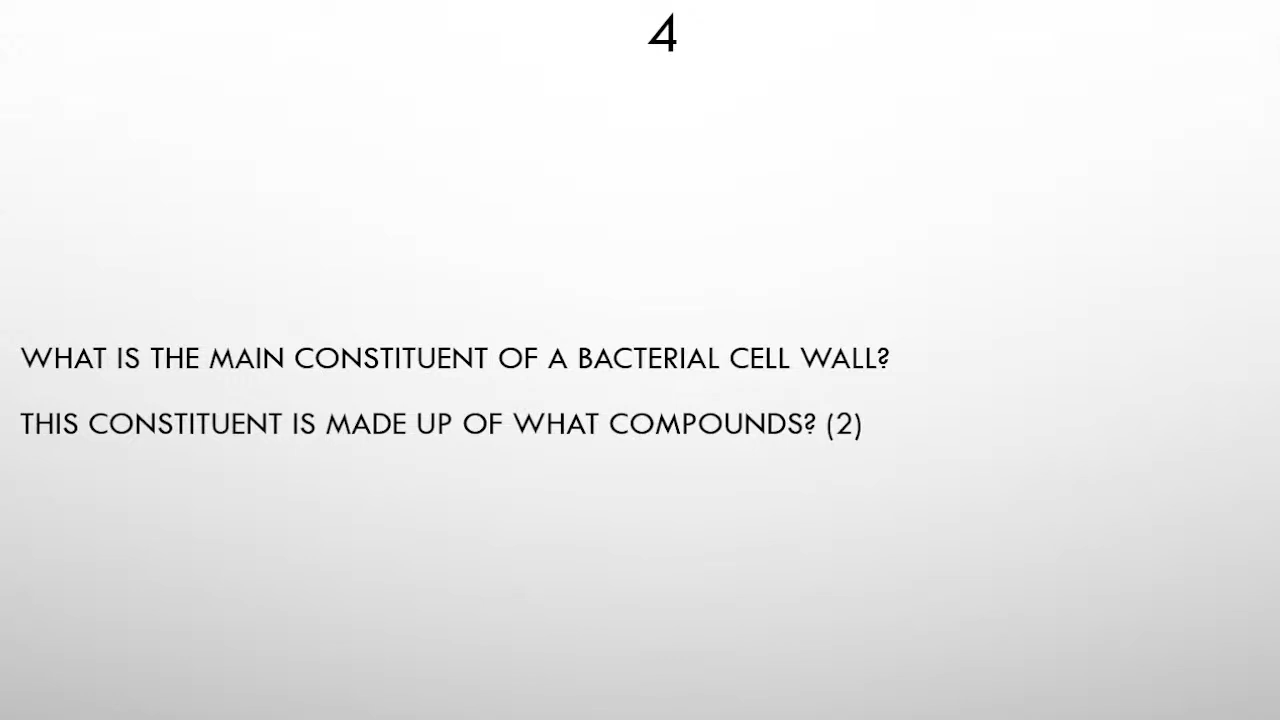 4
WHAT IS THE MAIN CONSTITUENT OF A BACTERIAL CELL WALL?
THIS CONSTITUENT IS MADE UP OF WHAT COMPOUNDS? (2)